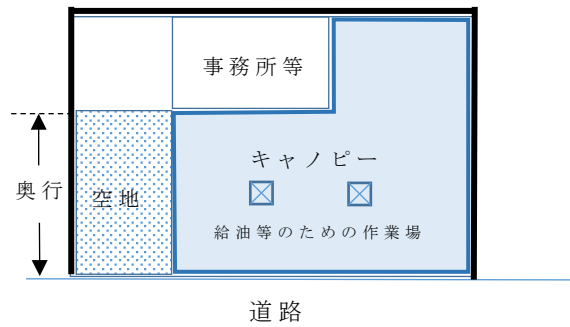 事務所等
キャノピー
奥行
空地
給油等のための作業場
道路